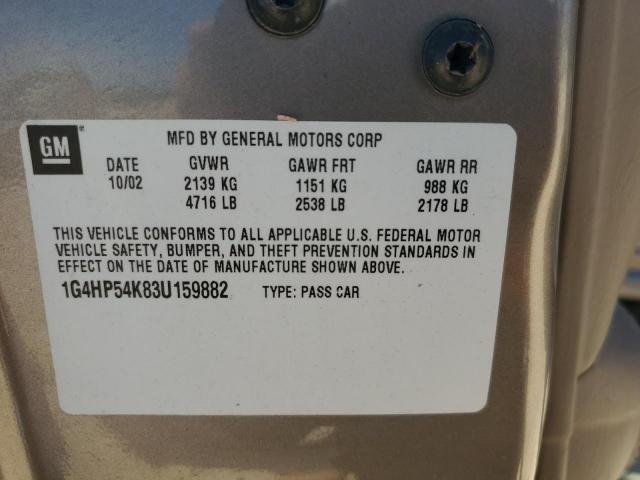 GM
MFD BY GENERAL MOTORS CORP
DATE GVWR GAWR FRT GAWR RR
10/02 2139 KG 1151 KG 988 KG
4716 LB 2538 LB 2178 LB
THIS VEHICLE CONFORMS TO ALL APPLICABLE U.S. FEDERAL MOTOR
VEHICLE SAFETY, BUMPER, AND THEFT PREVENTION STANDARDS IN
EFFECT ON THE DATE OF MANUFACTURE SHOWN ABOVE.
1G4HP54K83U159882 TYPE: PASS CAR